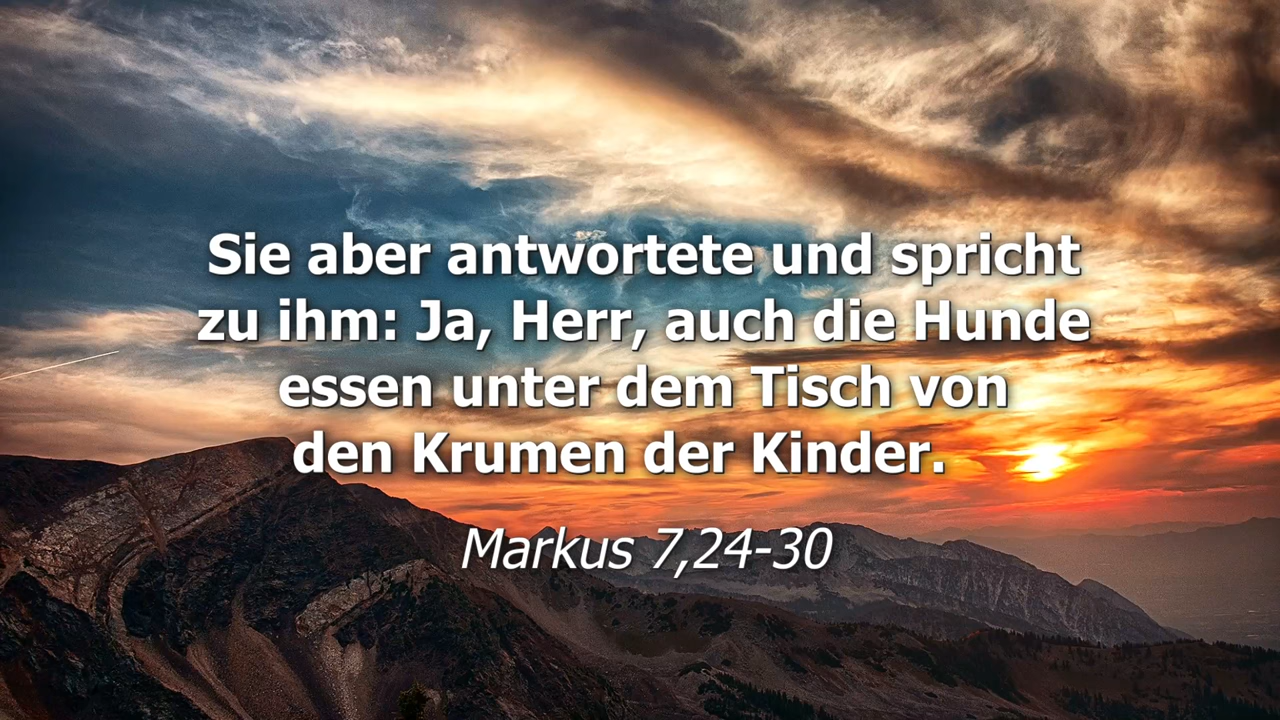 Sie aber antwortete und spricht
zu ihm: Ja, Herr, auch die Hunde
essen unter dem Tisch von
den Krumen der Kinder.
Markus 7,24-30